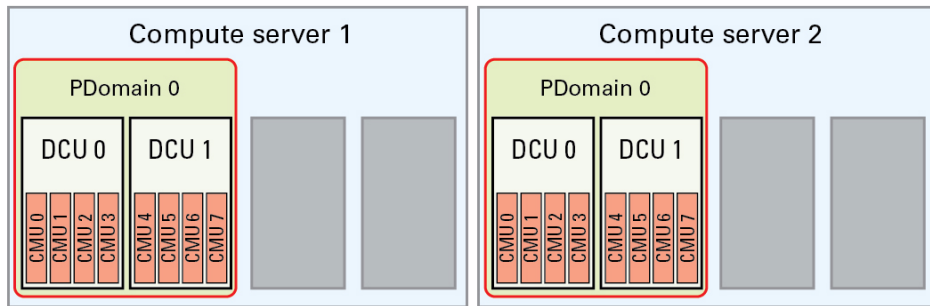 Compute server 1
PDomain 0
DCU 0
DCU 1
CMU 0
CMU 1
CMU 2
CMU 3
CMU 4
CMU 5
CMU 6
CMU 7
Compute server 2
PDomain 0
DCU 0
DCU 1
CMU 0
CMU 1
CMU 2
CMU 3
CMU 4
CMU 5
CMU 6
CMU 7